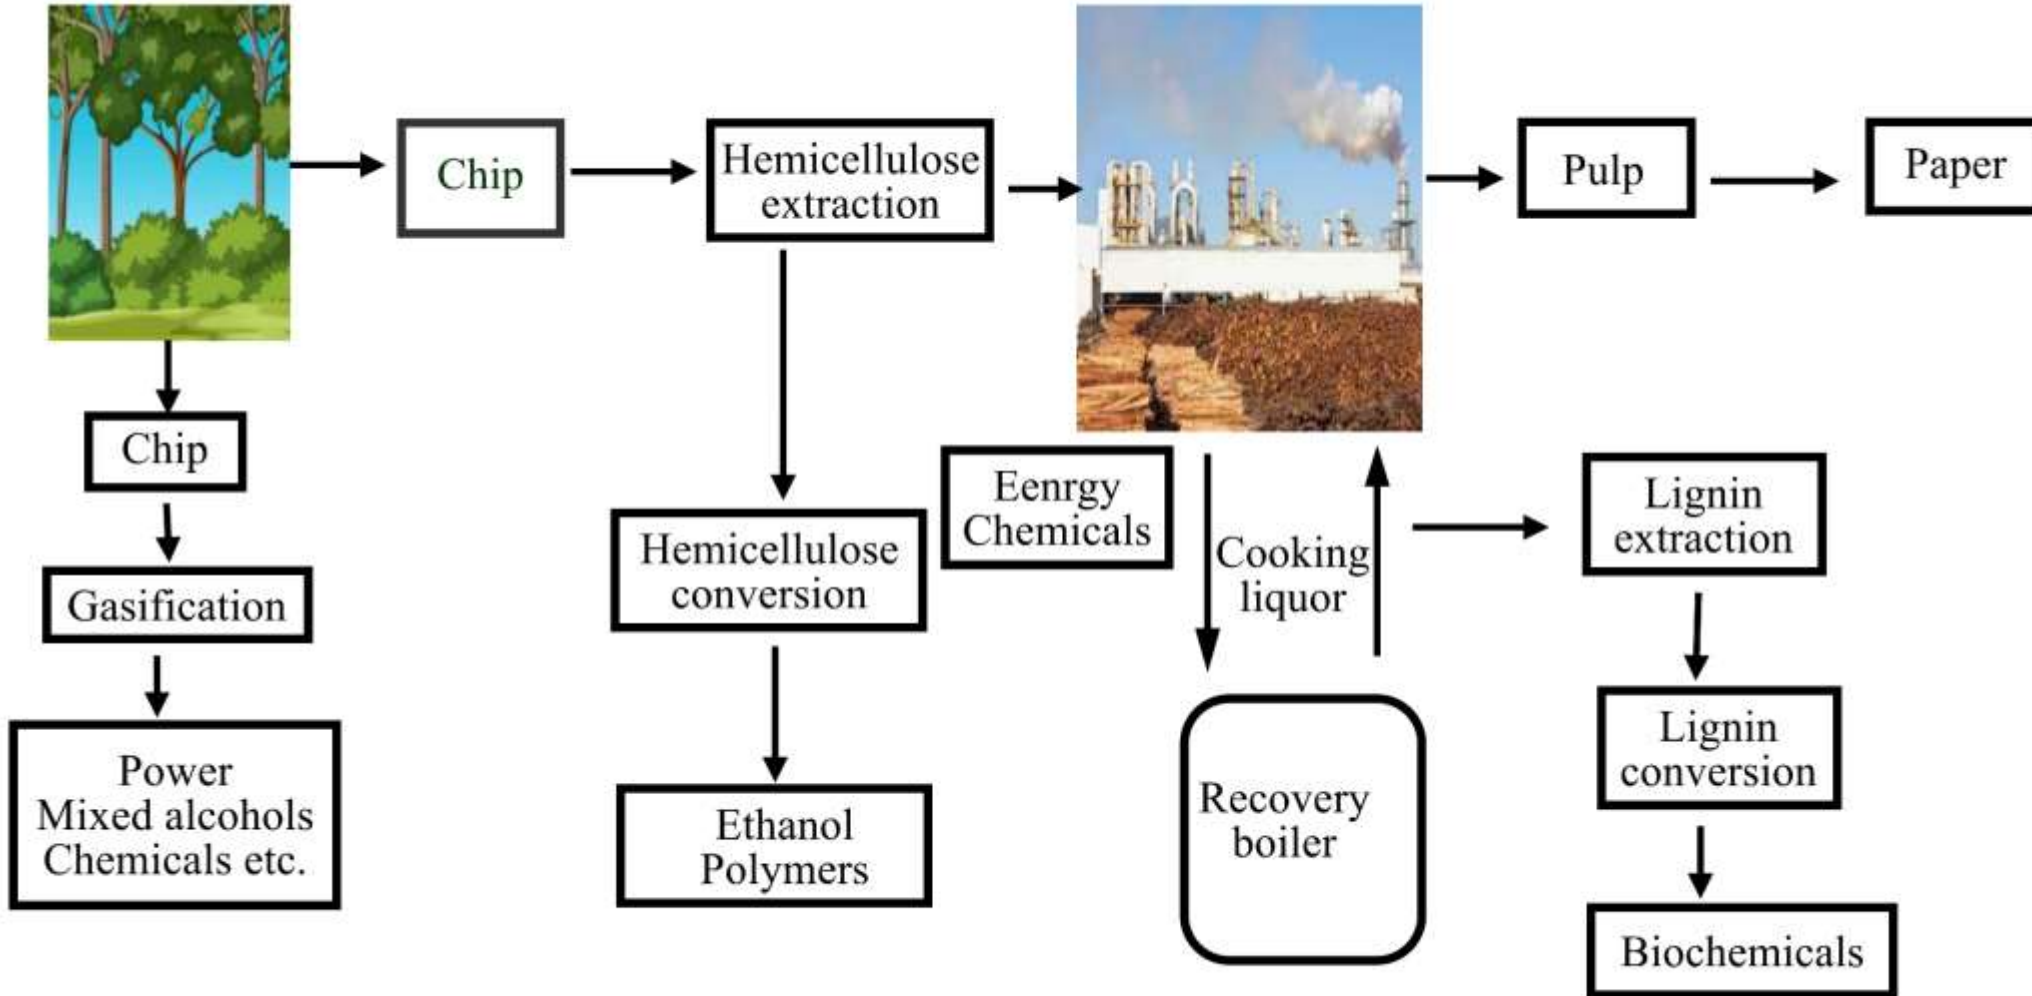 Chip
Hemicellulose
extraction
Pulp
Paper
Chip
Gasification
Power
Mixed alcohols
Chemicals etc.
Hemicellulose
conversion
Ethanol
Polymers
Eenrgy
Chemicals
Cooking
liquor
Recovery
boiler
Lignin
extraction
Lignin
conversion
Biochemicals